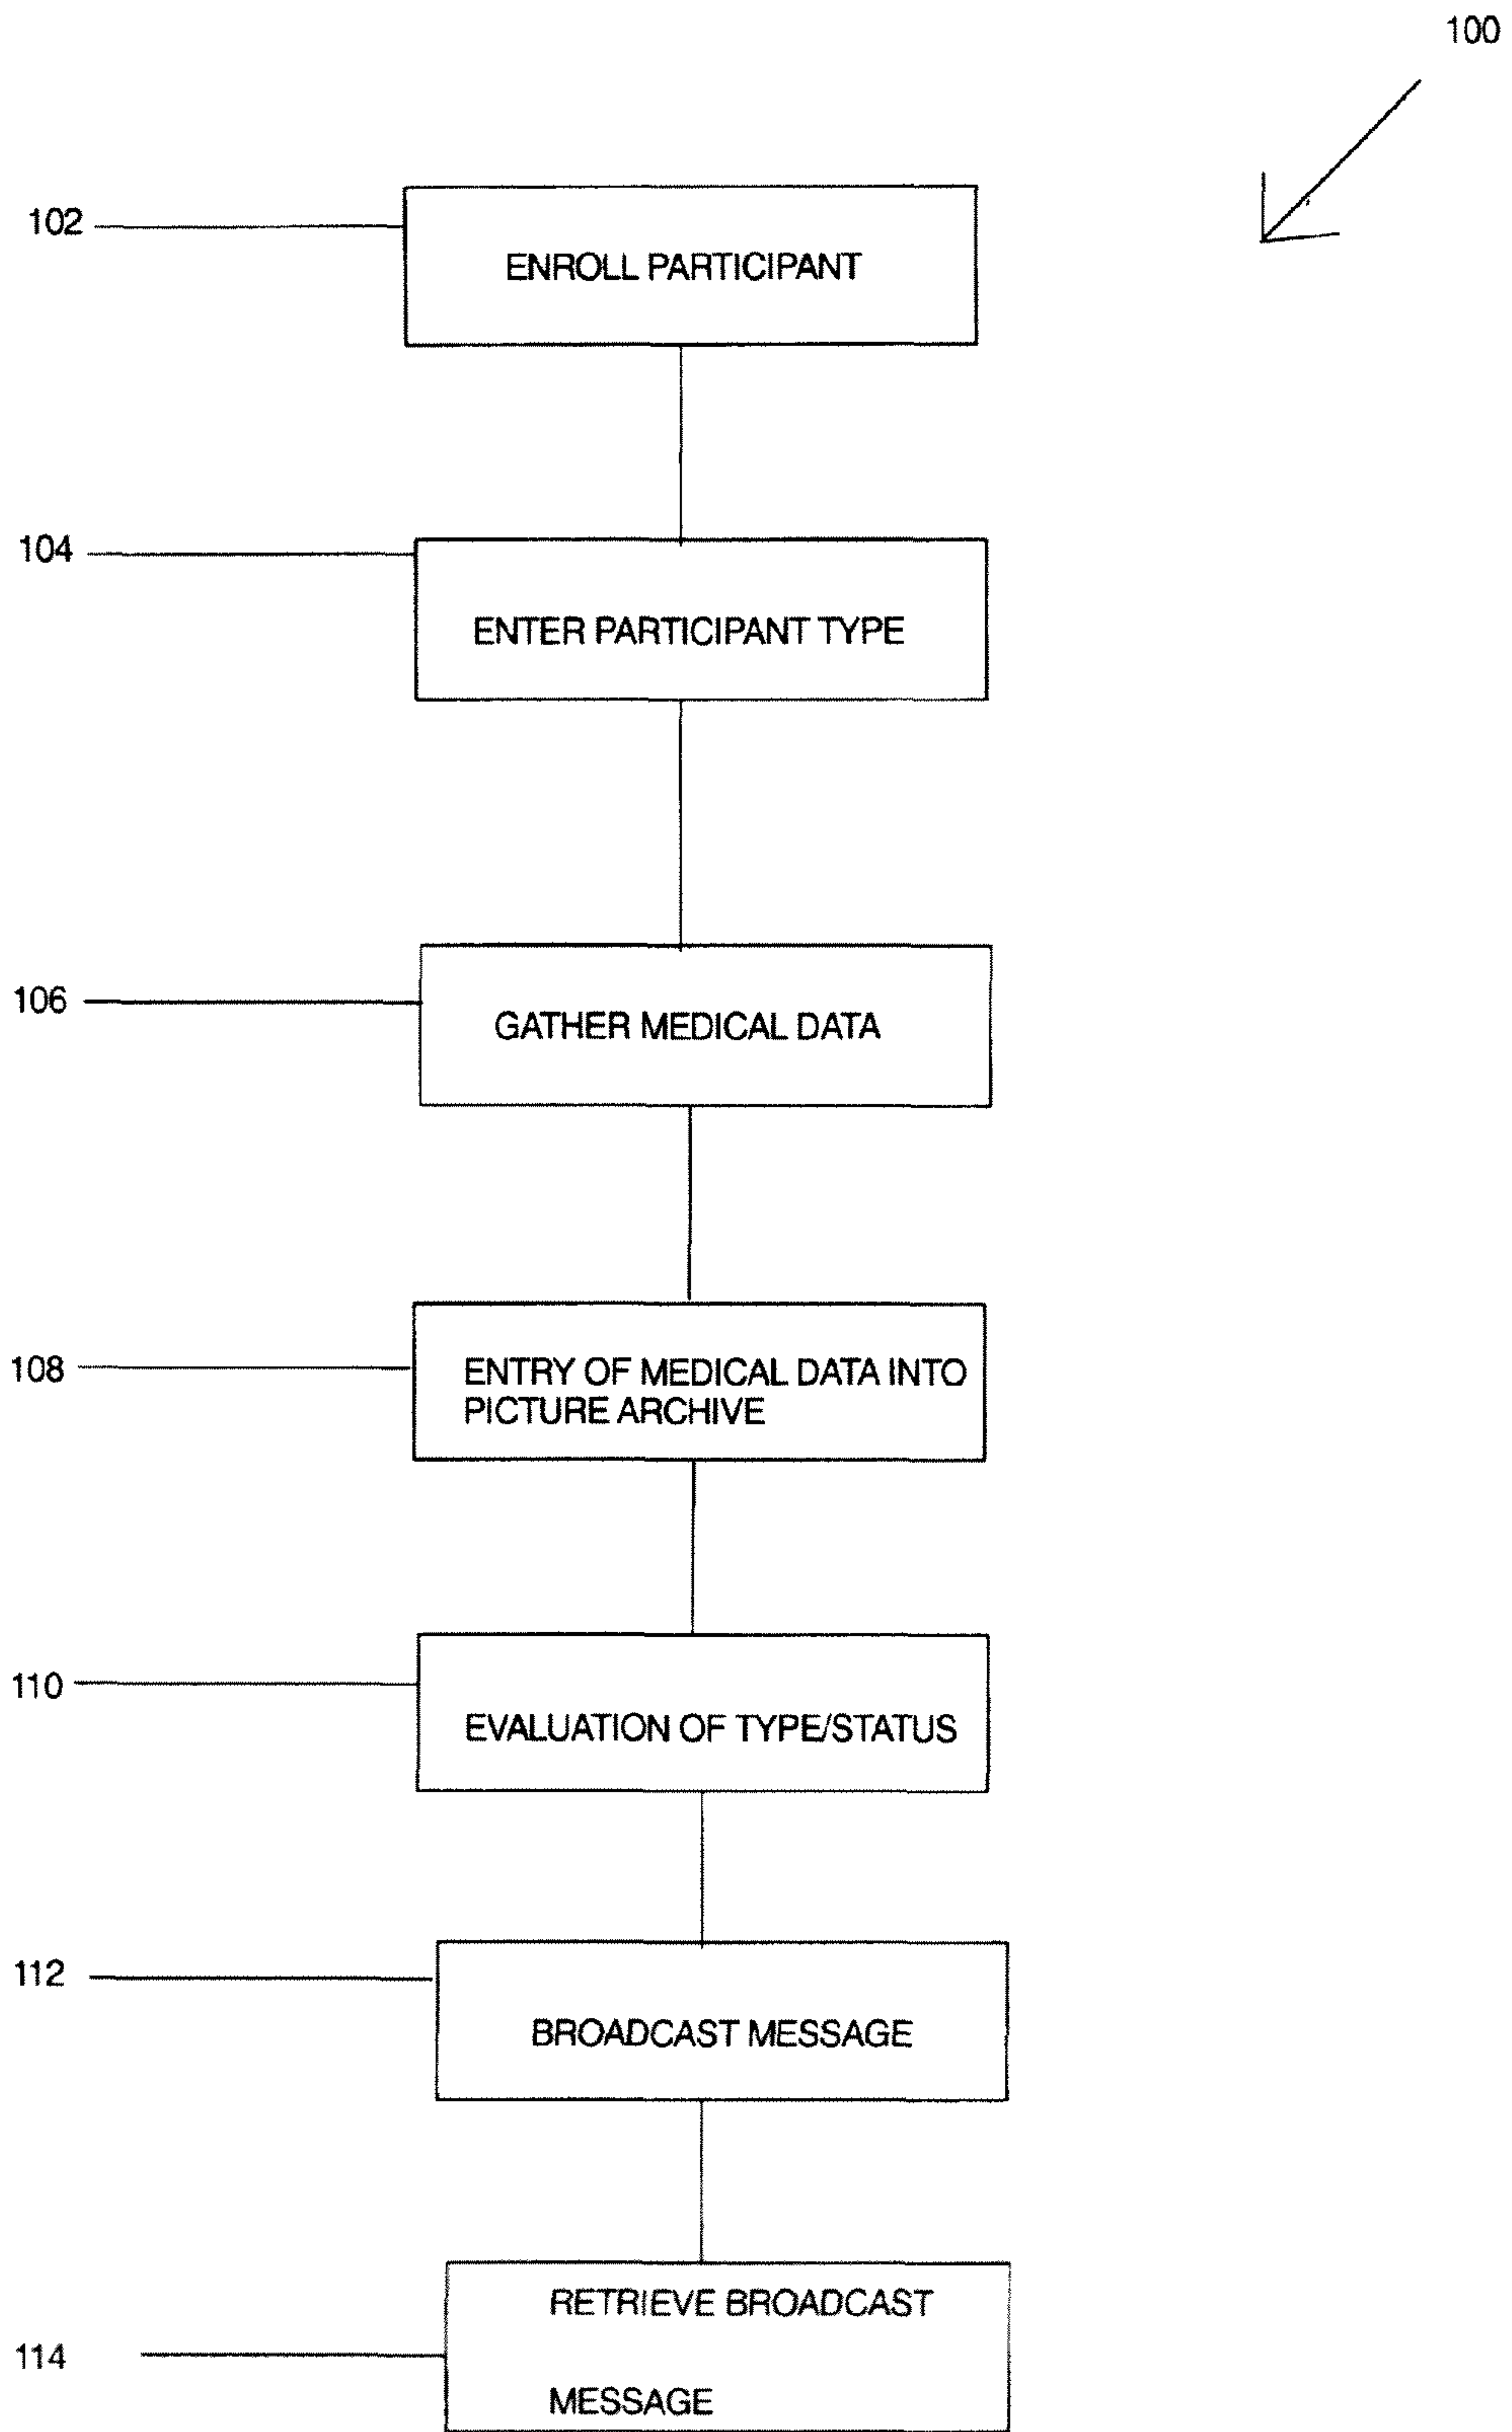 100
102
ENROLL PARTICIPANT
104
ENTER PARTICIPANT TYPE
106
GATHER MEDICAL DATA
108
ENTRY OF MEDICAL DATA INTO
PICTURE ARCHIVE
110
EVALUATION OF TYPE/STATUS
112
BROADCAST MESSAGE
114
RETRIEVE BROADCAST
MESSAGE